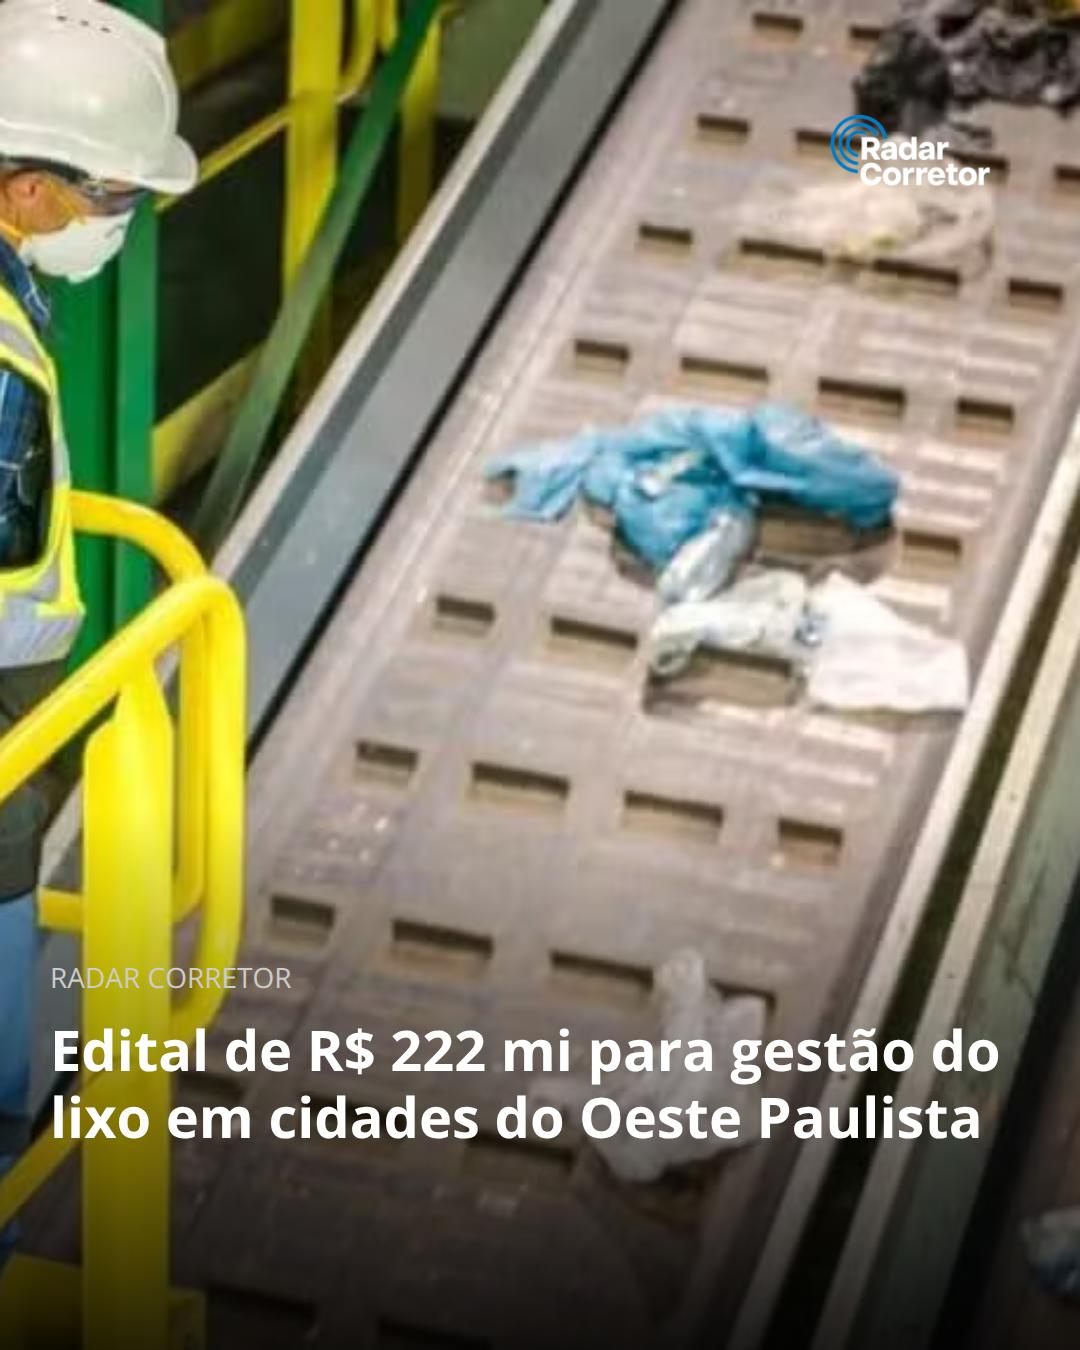 Radar
Corretor
RADAR CORRETOR
Edital de R$ 222 mi para gestão do
lixo em cidades do Oeste Paulista